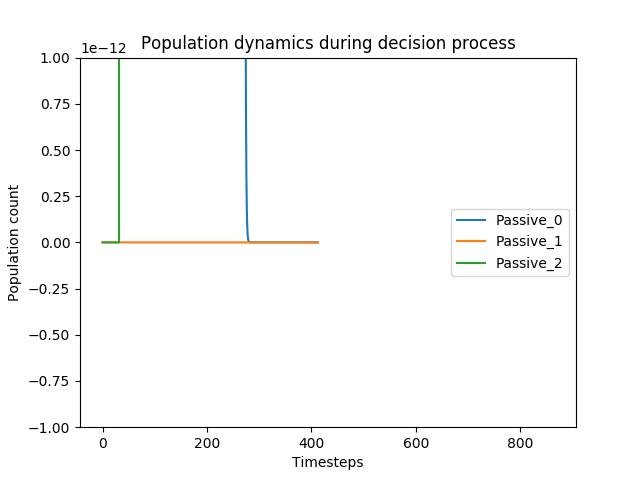 Population dynamics during decision process
1e−12
1.00
0.75
0.50
0.25
0.00
−0.25
−0.50
−0.75
−1.00
Population count
Passive_0
Passive_1
Passive_2
0 200 400 600 800
Timesteps